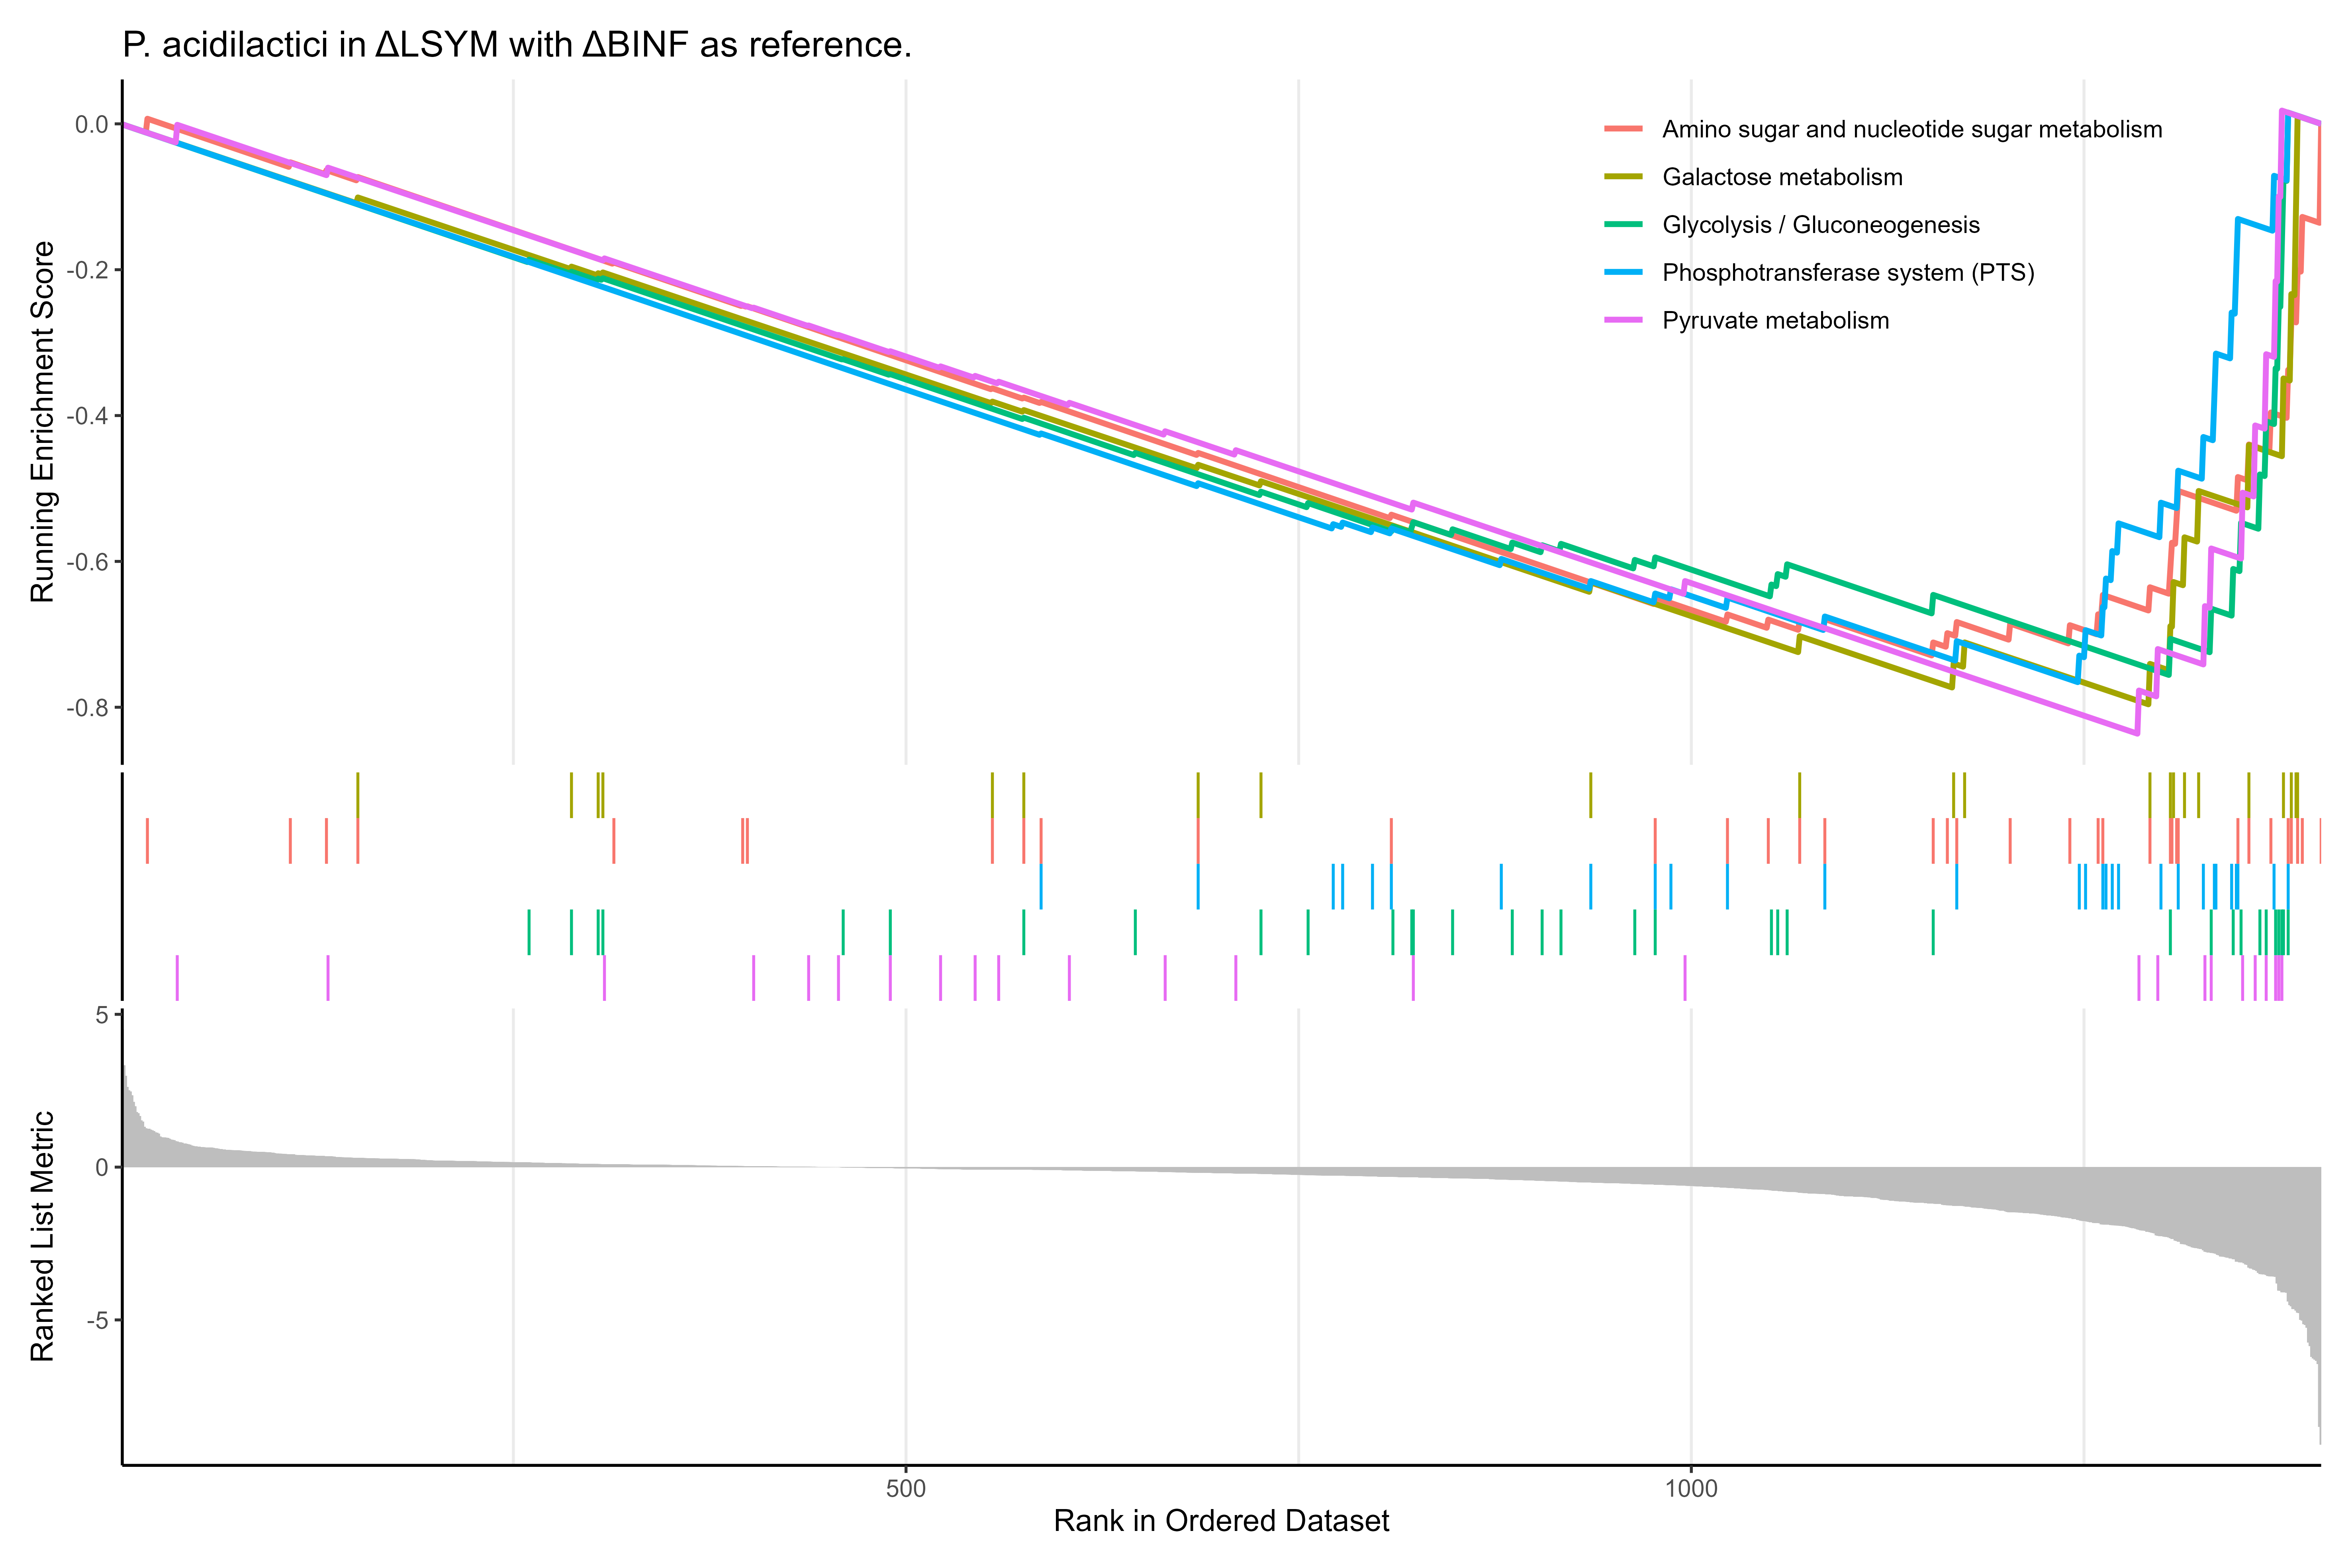 P. acidilactici in ΔLSYM with ΔBINF as reference.
Running Enrichment Score
0.0
-0.2
-0.4
-0.6
-0.8
Amino sugar and nucleotide sugar metabolism
Galactose metabolism
Glycolysis / Gluconeogenesis
Phosphotransferase system (PTS)
Pyruvate metabolism
Ranked List Metric
5
0
-5
500
1000
Rank in Ordered Dataset